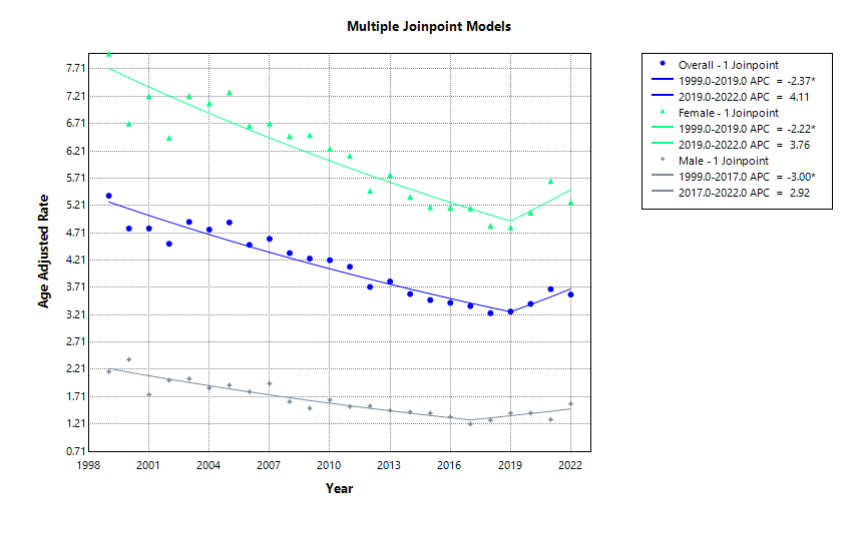 Multiple Joinpoint Models
Overall - 1 Joinpoint
1999.0-2019.0 APC = -2.37*
2019.0-2022.0 APC = 4.11
Female - 1 Joinpoint
1999.0-2019.0 APC = -2.22*
2019.0-2022.0 APC = 3.76
Male - 1 Joinpoint
1999.0-2017.0 APC = -3.00*
2017.0-2022.0 APC = 2.92
Age Adjusted Rate
7.71
7.21
6.71
6.21
5.71
5.21
4.71
4.21
3.71
3.21
2.71
2.21
1.71
1.21
0.71
1998 2001 2004 2007 2010 2013 2016 2019 2022
Year